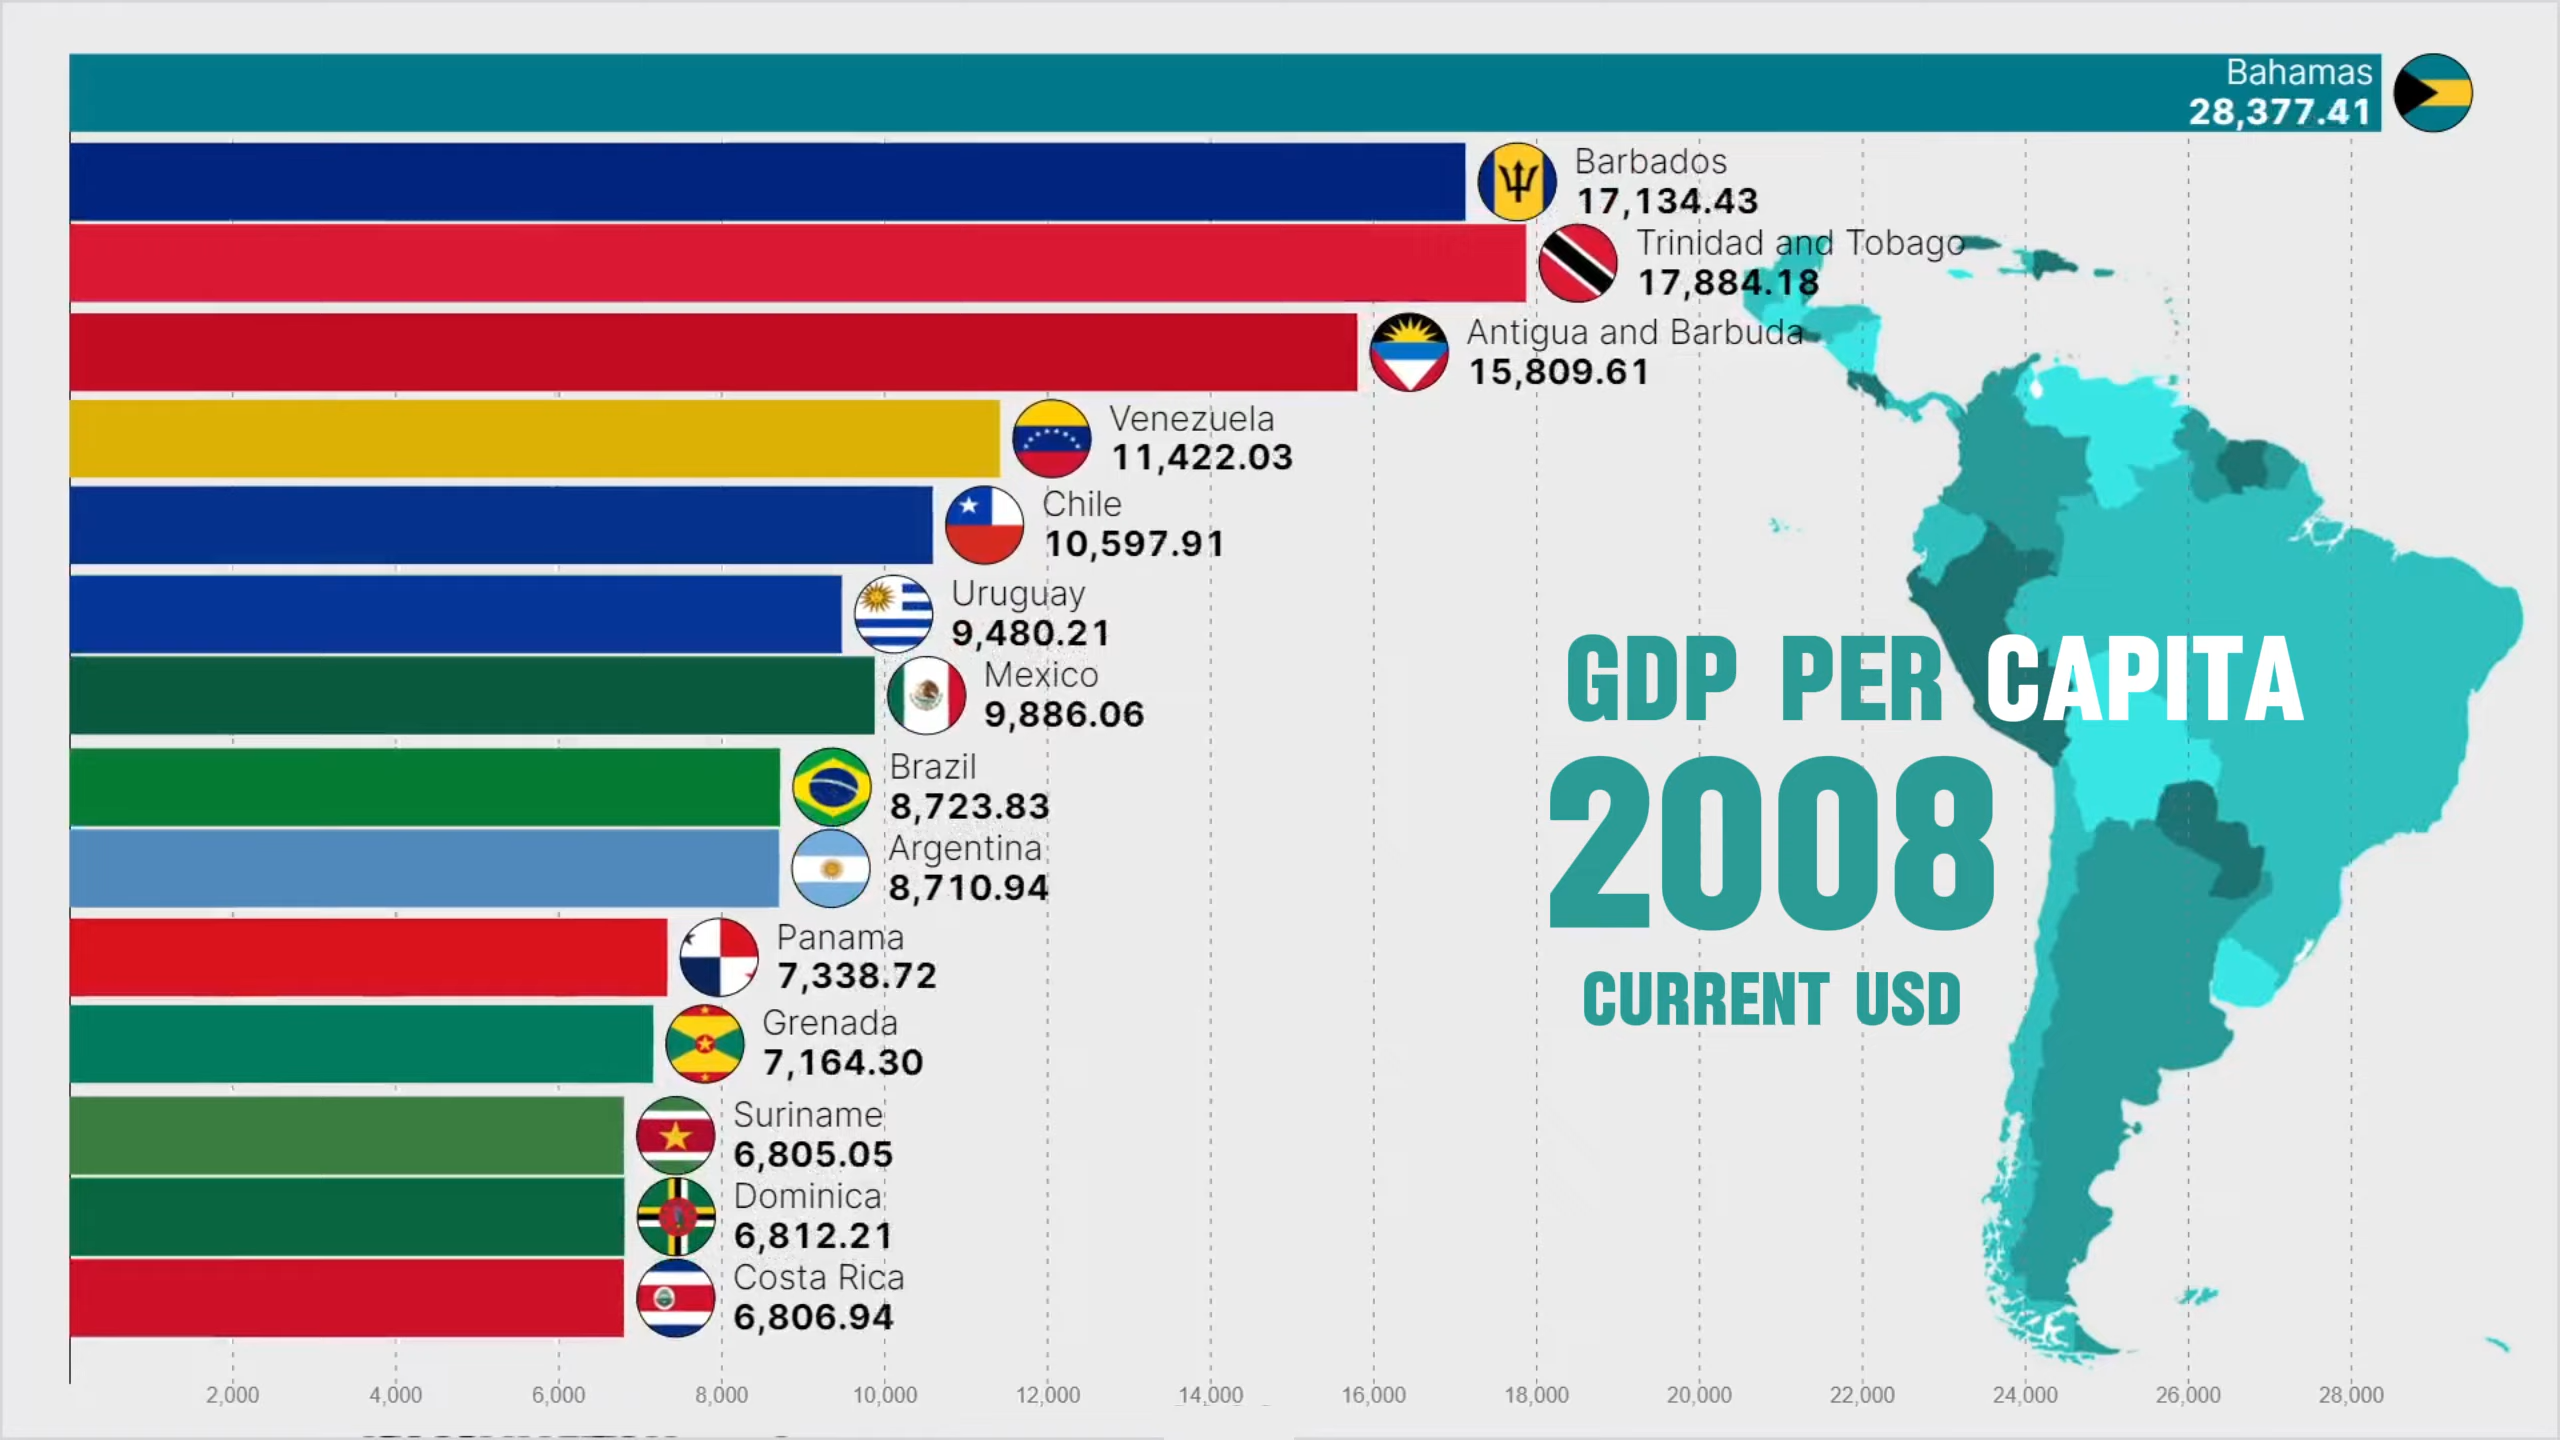 Bahamas
28,377.41
Barbados
17,134.43
Trinidad and Tobago
17,884.18
Antigua and Barbuda
15,809.61
Venezuela
11,422.03
Chile
10,597.91
Uruguay
9,480.21
Mexico
9,886.06
Brazil
8,723.83
Argentina
8,710.94
Panama
7,338.72
Grenada
7,164.30
Suriname
6,805.05
Dominica
6,812.21
Costa Rica
6,806.94
GDP PER CAPITA
2008
CURRENT USD
2,000 4,000 6,000 8,000 10,000 12,000 14,000 16,000 18,000 20,000 22,000 24,000 26,000 28,000